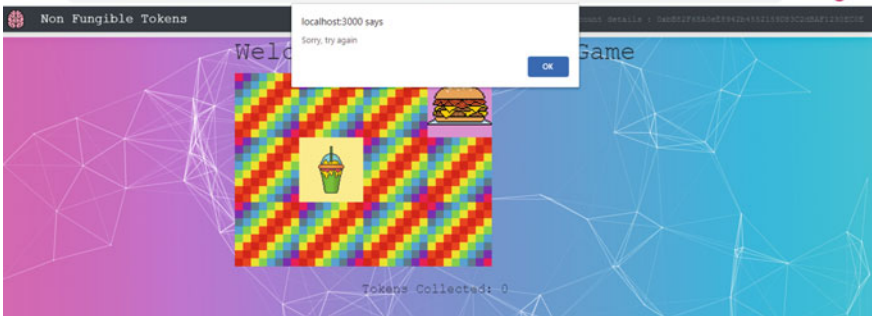 Non Fungible Tokens
localhost:3000 says
Sorry, try again
OK
Welc
Game
Tokens Collected: 0